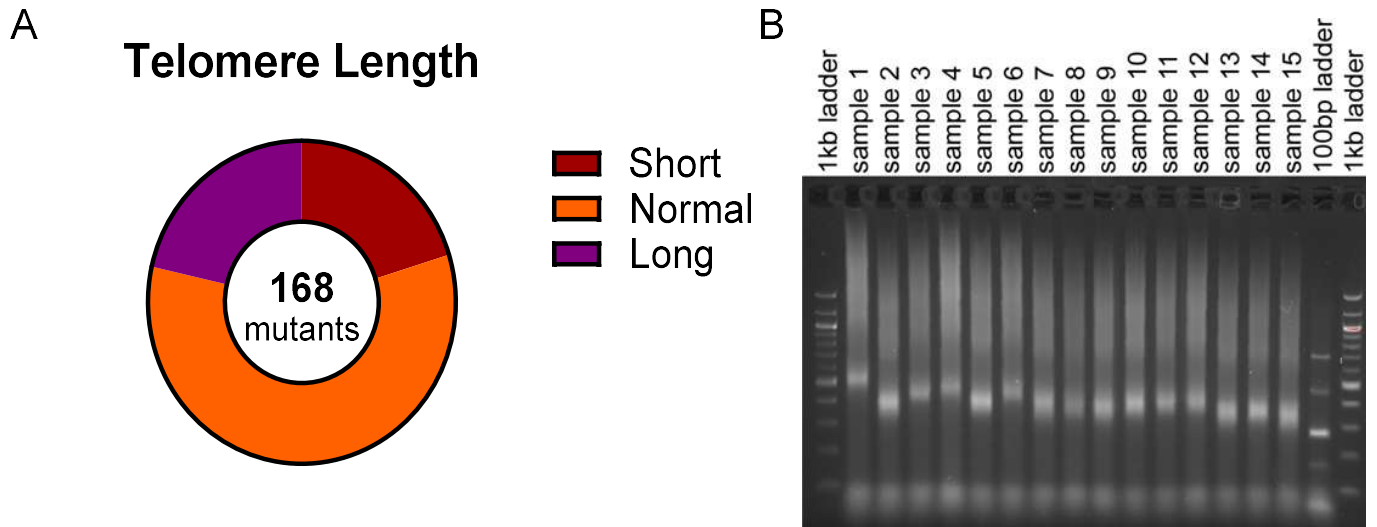 A
Telomere Length
168
mutants
Short
Normal
Long
B
1kb ladder
sample 1
sample 2
sample 3
sample 4
sample 5
sample 6
sample 7
sample 8
sample 9
sample 10
sample 11
sample 12
sample 13
sample 14
sample 15
100bp ladder
1kb ladder